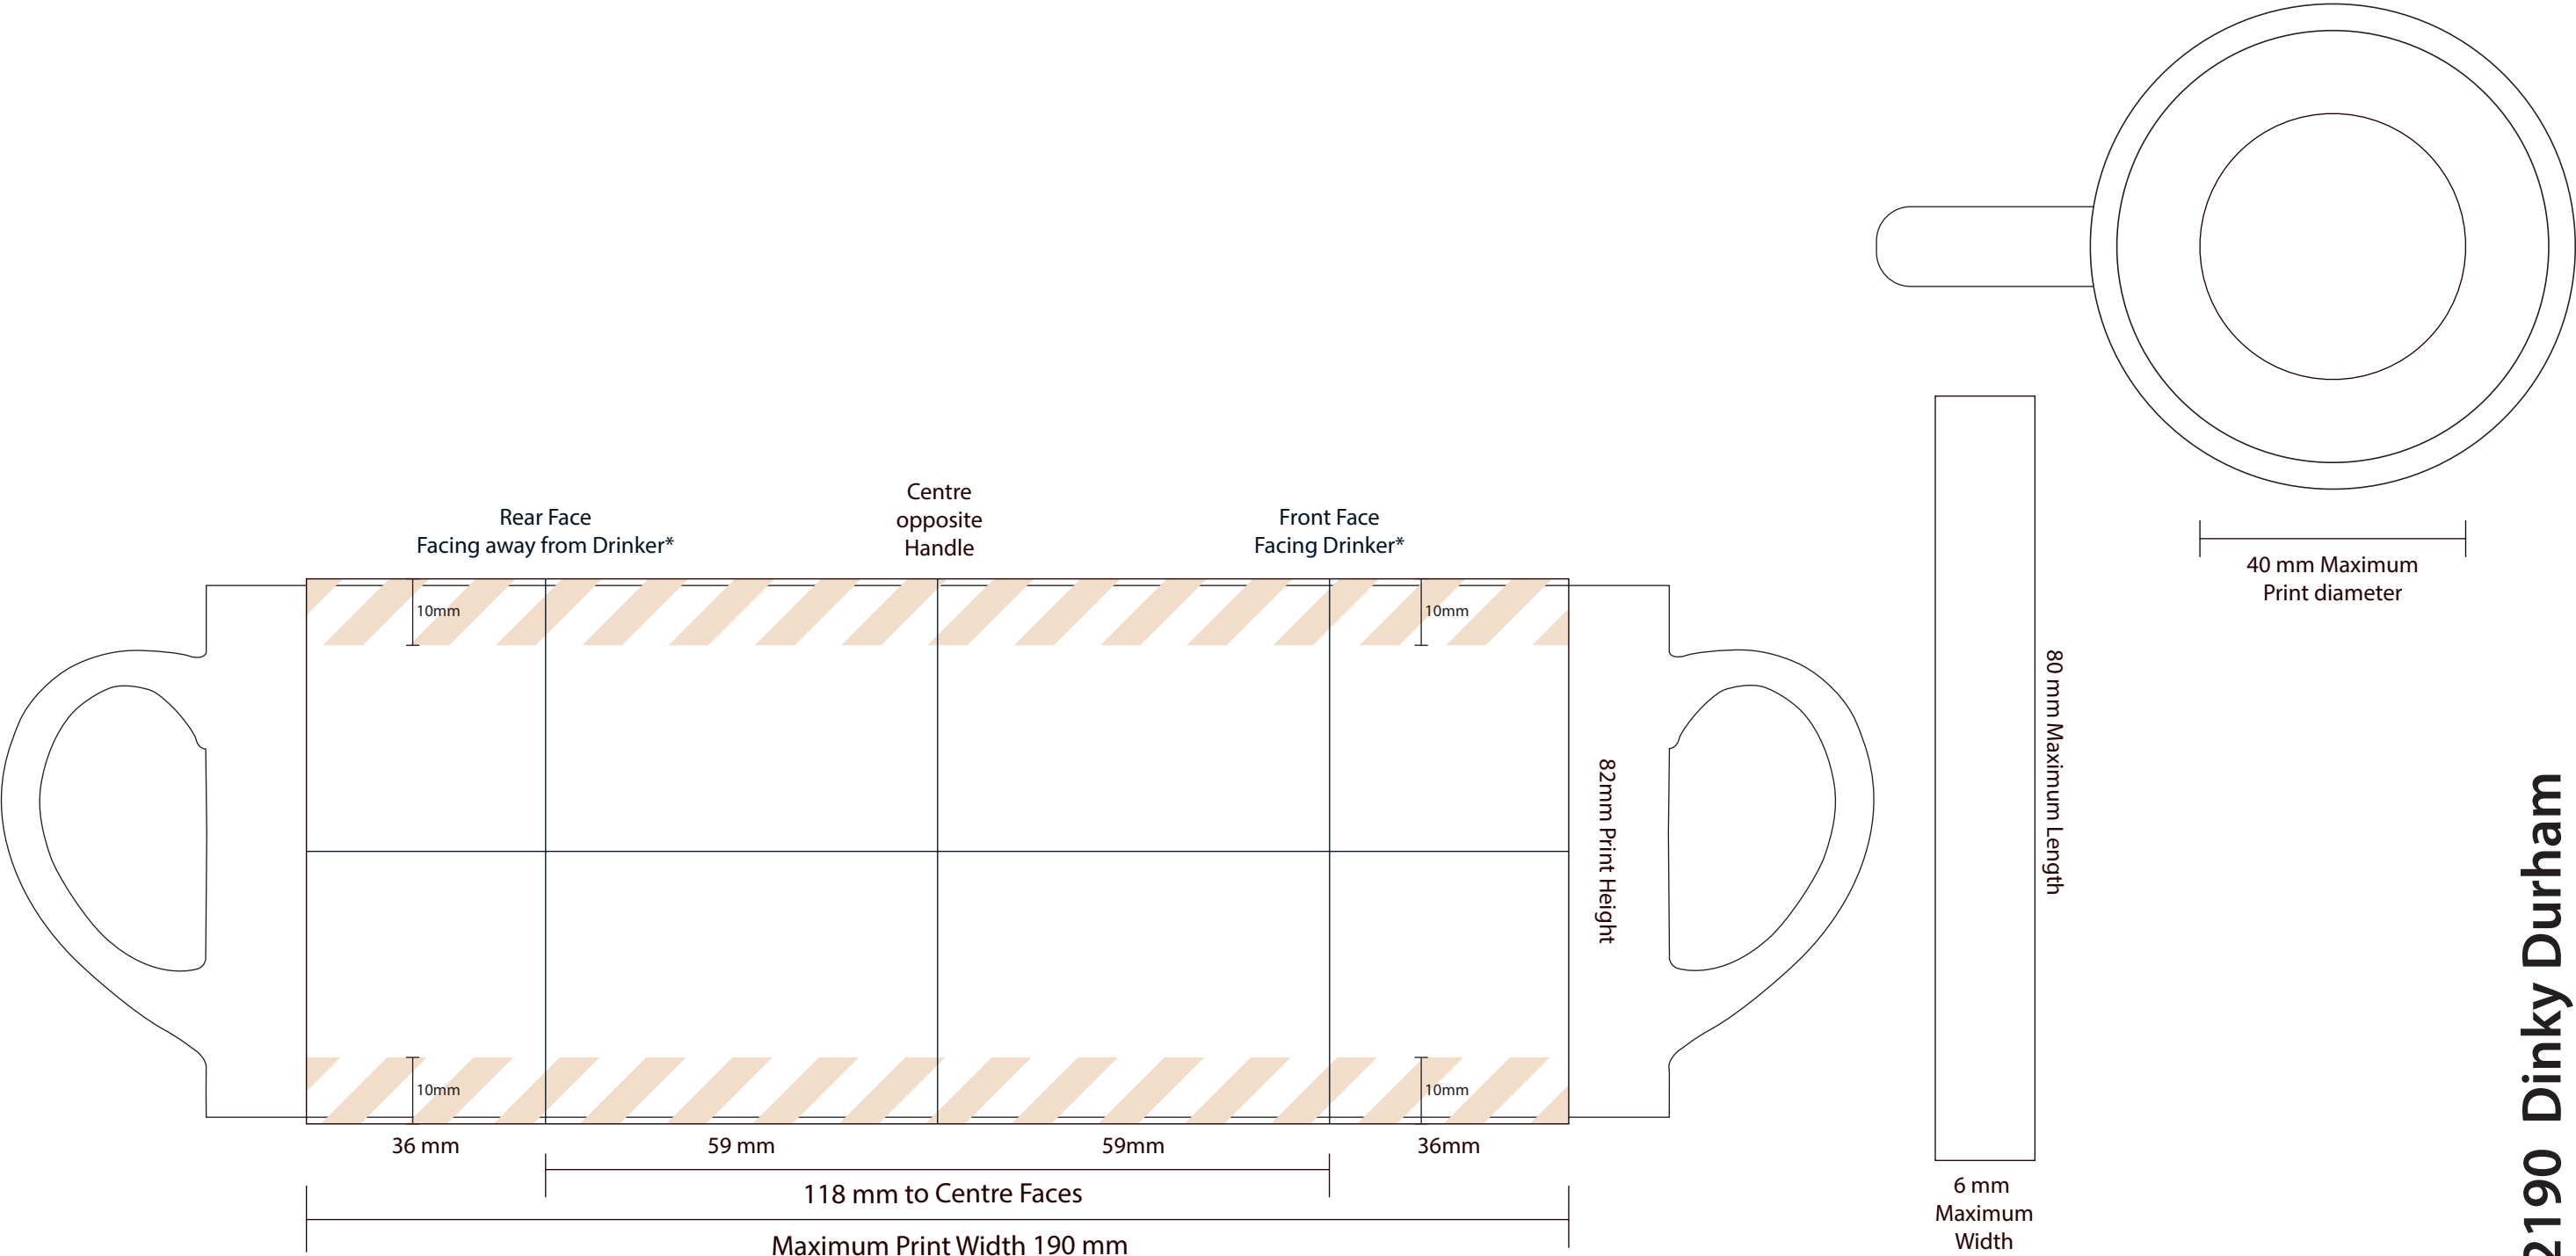 Centre
opposite
Handle
Rear Face
Facing away from Drinker*
Front Face
Facing Drinker*
10mm
10mm
40 mm Maximum
Print diameter
80 mm Maximum Length
82mm Print Height
10mm
10mm
36 mm
59 mm
59mm
36mm
118 mm to Centre Faces
Maximum Print Width 190 mm
6 mm
Maximum
Width
2190 Dinky Durham